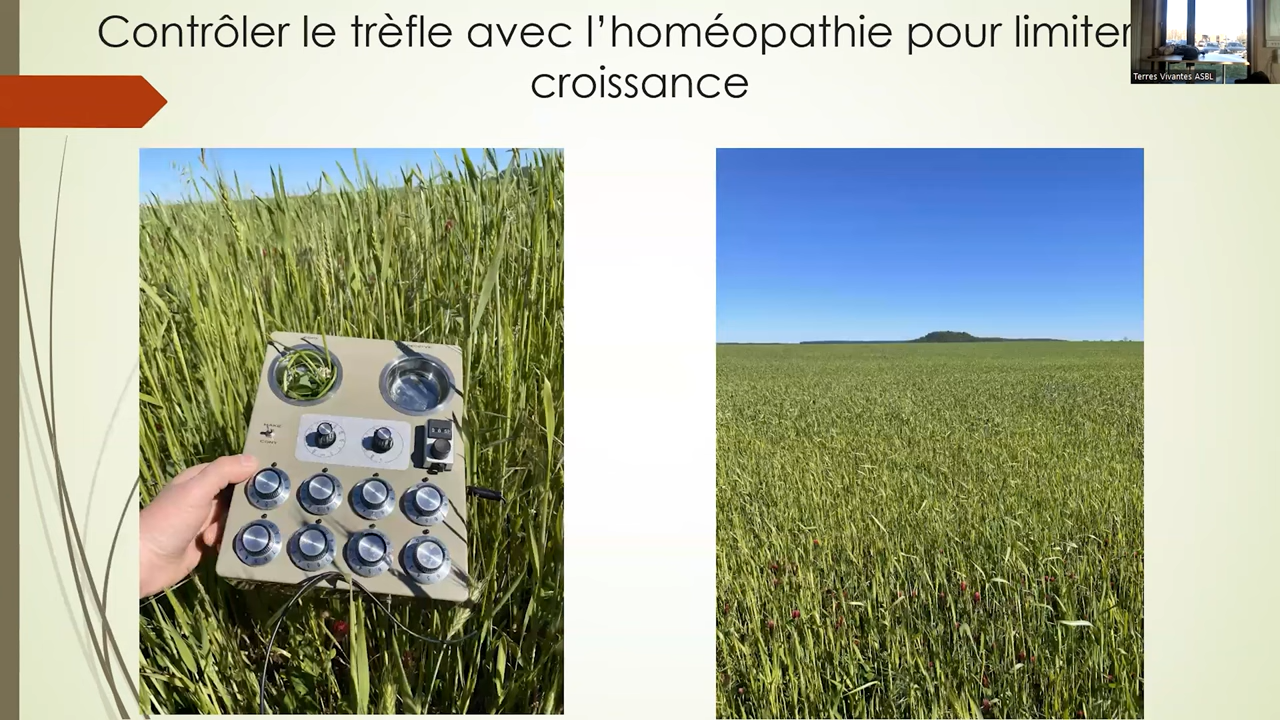 Contrôler le trèfle avec l’homéopathie pour limiter
croissance
Terres Vivantes ASBL